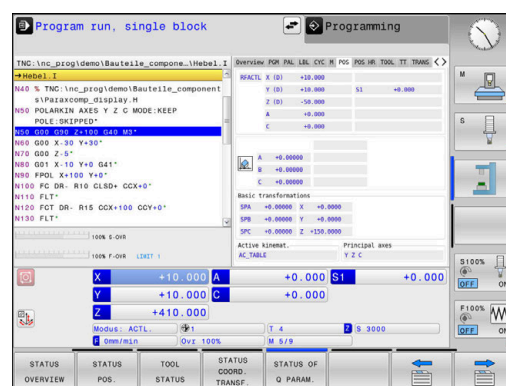 Program run, single block
Programming
TNC:\nc_prog\demo\Bauteile_compone…\Hebel.I
→Hebel.I
N40 % TNC:\nc_prog\demo\Bauteile_component
s\Paraxcomp_display.H
N50 POLARKIN AXES Y Z C MODE:KEEP
POLE:SKIPPED*
N50 G00 G90 Z+100 G40 M3*
N60 G00 X-30 Y+30*
N70 G00 Z-5*
N80 G01 X-10 Y+0 G41*
N90 FPOL X+100 Y+0*
N100 FC DR- R10 CLSD+ CCX+0*
N110 FLT*
N120 FCT DR- R15 CCX+100 CCY+0*
N130 FLT*
Overview PGM PAL LBL CYC M POS POS HR TOOL TT TRANS
RFACTL X (D) +10.000
Y (D) +10.000 S1 +0.000
Z (D) -50.000
A +0.000
C +0.000
A +0.00000
B +0.00000
C +0.00000
Basic transformations
SPA +0.00000 X +0.0000
SPB +0.00000 Y +0.0000
SPC +0.00000 Z +150.0000
Active kinemat. Principal axes
AC_TABLE Y Z C
100% S-OVR
100% F-OVR LIMIT 1
X +10.000 A +0.000 S1 +0.000
Y +10.000 C +0.000
Z +410.000
Modus: ACTL. 1 T 4 Z S 3000
F 0mm/min Ovr 100% M 5/9
M
S
S100%
OFF ON
F100%
OFF ON
STATUS OVERVIEW
STATUS POS.
TOOL STATUS
STATUS COORD. TRANSF.
STATUS OF Q PARAM.